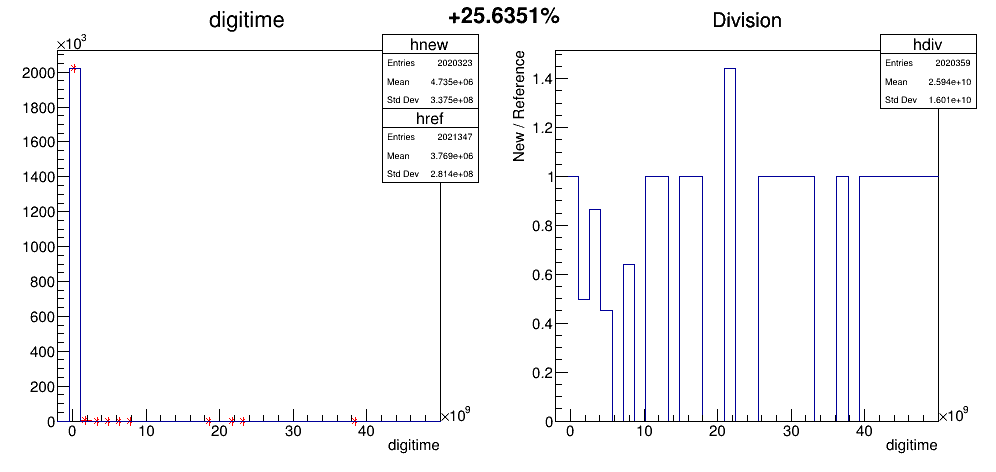 digitime
+25.6351%
Division
×10³
hnew
Entries 2020323
Mean 4.735e+06
Std Dev 3.375e+08
href
Entries 2021347
Mean 3.769e+06
Std Dev 2.814e+08
2000
1800
1600
1400
1200
1000
800
600
400
200
0
0 10 20 30 40
×10⁹
digitime
hdiv
Entries 2020359
Mean 2.594e+10
Std Dev 1.601e+10
New / Reference
1.4
1.2
1
0.8
0.6
0.4
0.2
0
0 10 20 30 40
×10⁹
digitime